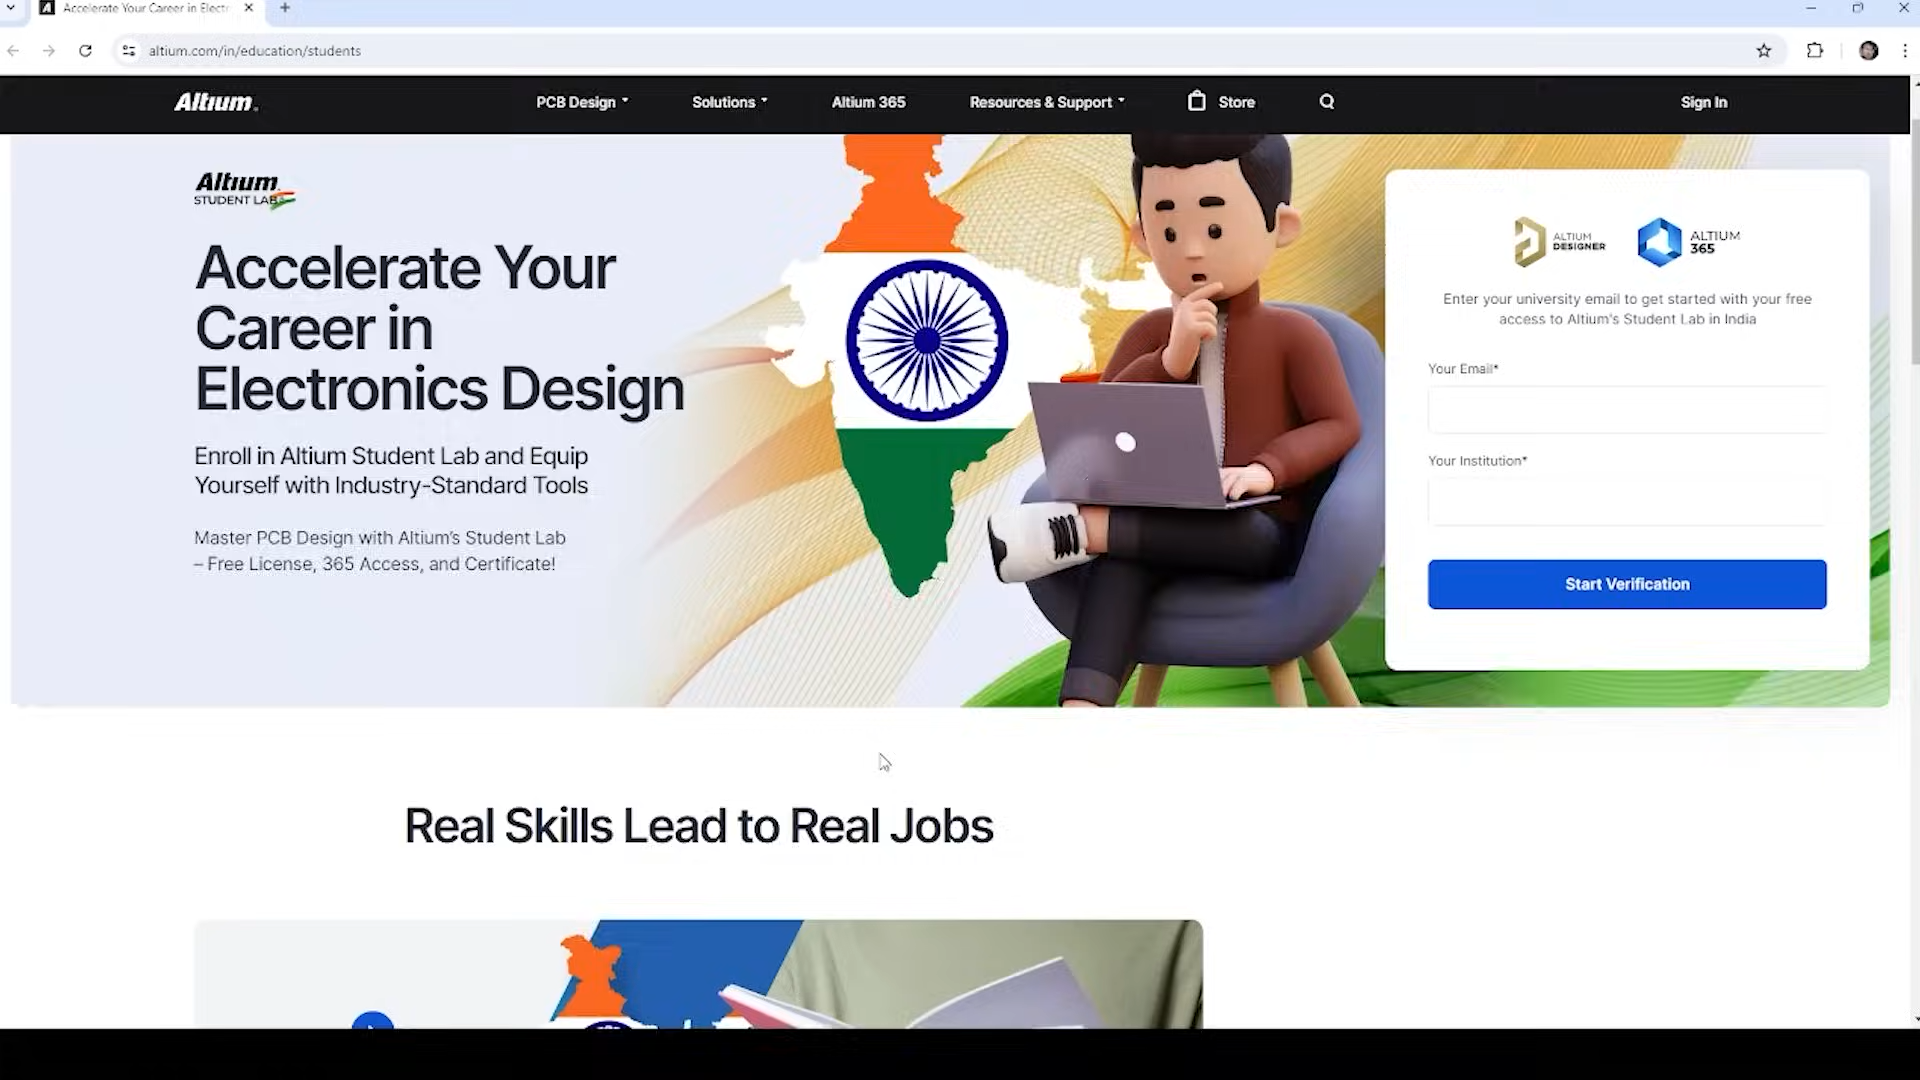 Accelerate Your Career in Electr
altium.com/in/education/students
Altium.
PCB Design
Solutions
Altium 365
Resources & Support
Store
Sign In
Altium.
STUDENT LAB
Accelerate Your
Career in
Electronics Design
Enroll in Altium Student Lab and Equip
Yourself with Industry-Standard Tools
Master PCB Design with Altium's Student Lab
– Free License, 365 Access, and Certificate!
ALTIUM
DESIGNER
ALTIUM
365
Enter your university email to get started with your free
access to Altium's Student Lab in India
Your Email*
Your Institution*
Start Verification
Real Skills Lead to Real Jobs